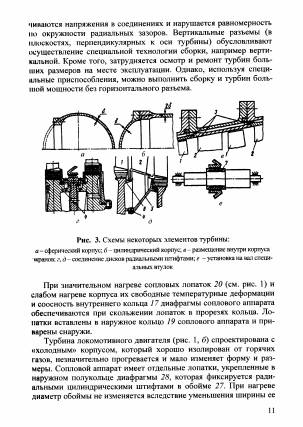 чиваются напряжения в соединениях и нарушается равномерность
по окружности радиальных зазоров. Вертикальные разъемы (в
плоскостях, перпендикулярных к оси турбины) обусловливают
осуществление специальной технологии сборки, например верти-
кальной. Кроме того, затрудняется осмотр и ремонт турбин боль-
ших размеров на месте эксплуатации. Однако, используя специ-
альные приспособления, можно выполнить сборку и турбин боль-
шой мощности без горизонтального разъема.
а
б
в
г
д
е
Рис. 3. Схемы некоторых элементов турбины:
а – сферический корпус; б – цилиндрический корпус; в – размещение внутри корпуса
экранов; г, д – соединение дисков радиальными штифтами; е – установка на вал специ-
альных втулок
При значительном нагреве сопловых лопаток 20 (см. рис. 1) и
слабом нагреве корпуса их свободные температурные деформации
и соосность внутреннего кольца 17 диафрагмы соплового аппарата
обеспечиваются при скольжении лопаток в прорезях кольца. Ло-
патки вставлены в наружное кольцо 19 соплового аппарата и при-
варены снаружи.
Турбина локомотивного двигателя (рис. 1, б) спроектирована с
«холодным» корпусом, который хорошо изолирован от горячих
газов, незначительно прогревается и мало изменяет форму и раз-
меры. Сопловой аппарат имеет отдельные лопатки, укрепленные в
наружном полукольце диафрагмы 28, которая фиксируется ради-
альными цилиндрическими штифтами в обойме 27. При нагреве
диаметр обоймы не изменяется вследствие уменьшения ширины ее
11